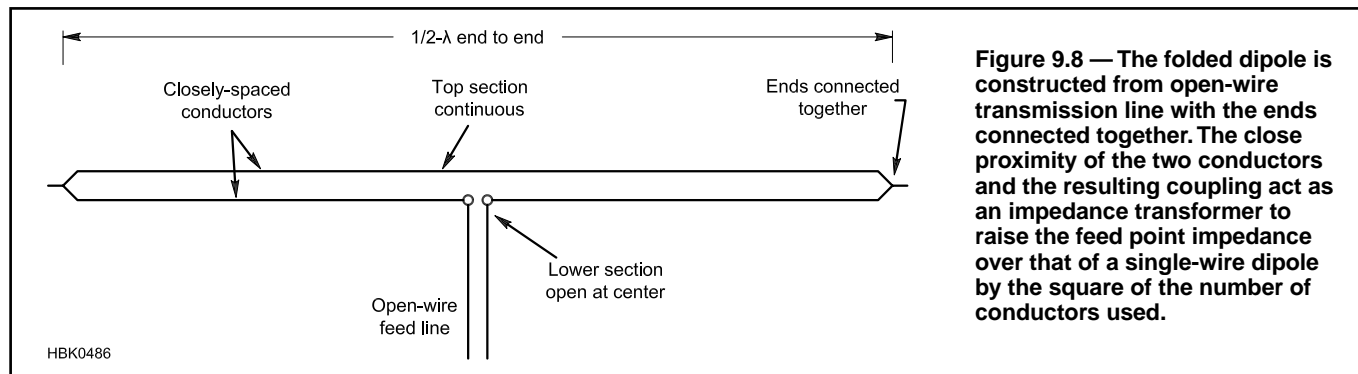 1/2-λ end to end
Closely-spaced
conductors
Top section
continuous
Ends connected
together
Lower section
open at center
Open-wire
feed line
HBK0486
Figure 9.8 — The folded dipole is
constructed from open-wire
transmission line with the ends
connected together. The close
proximity of the two conductors
and the resulting coupling act as
an impedance transformer to
raise the feed point impedance
over that of a single-wire dipole
by the square of the number of
conductors used.